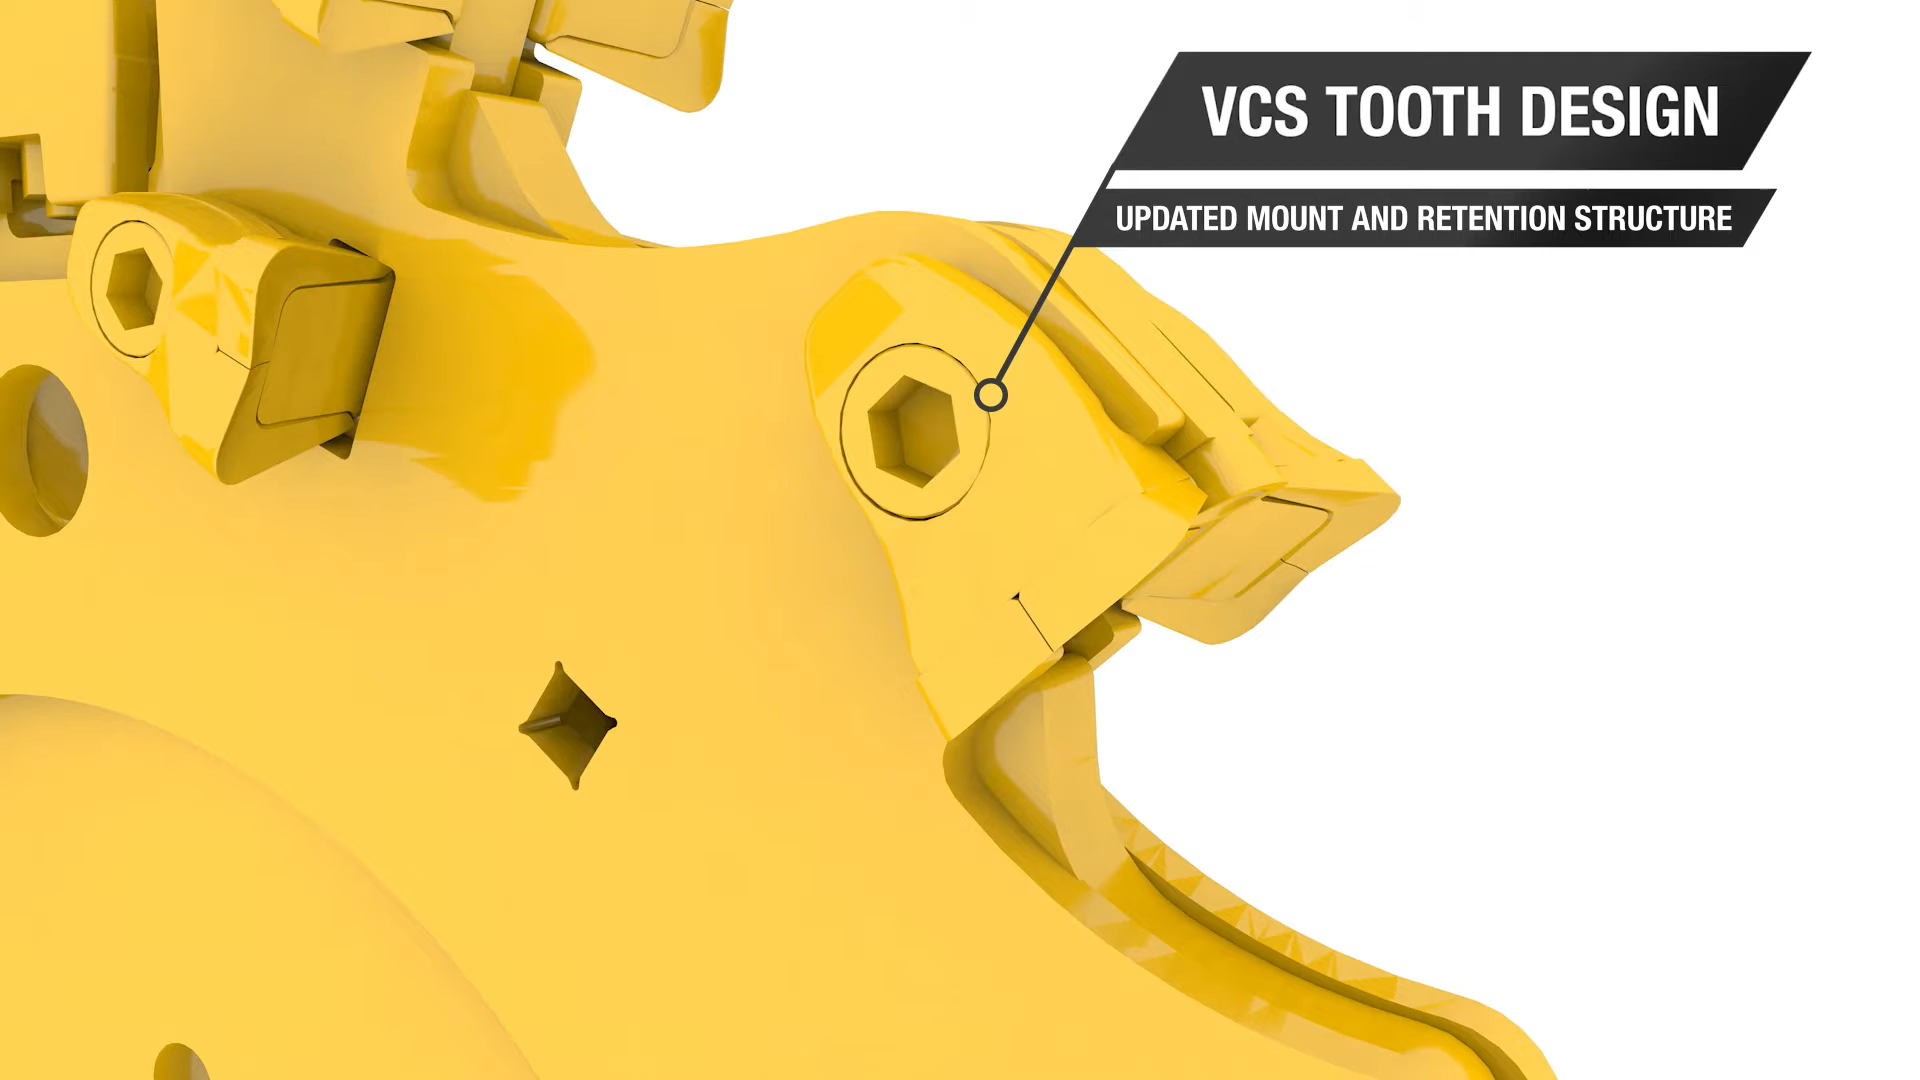 VCS TOOTH DESIGN
UPDATED MOUNT AND RETENTION STRUCTURE